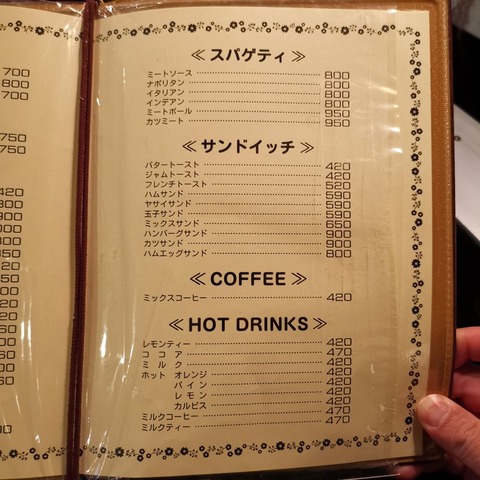 700
800
700
750
750
420
≪ スパゲティ ≫
ミートソース 800
ナポリタン 800
イタリアン 800
インデアン 800
ミートボール 950
カツミート 950
≪ サンドイッチ ≫
バタートースト 420
ジャムトースト 420
フレンチトースト 520
ハムサンド 590
ヤサイサンド 590
玉子サンド 590
ミックスサンド 650
ハンバーグサンド 900
カツサンド 900
ハムエッグサンド 800
≪ COFFEE ≫
ミックスコーヒー 420
≪ HOT DRINKS ≫
レモンティー 420
コ コ ア 470
ミ ル ク 420
ホット オレンジ 420
パ イ ン 420
レ モ ン 420
カルピス 420
ミルクコーヒー 470
ミルクティー 470